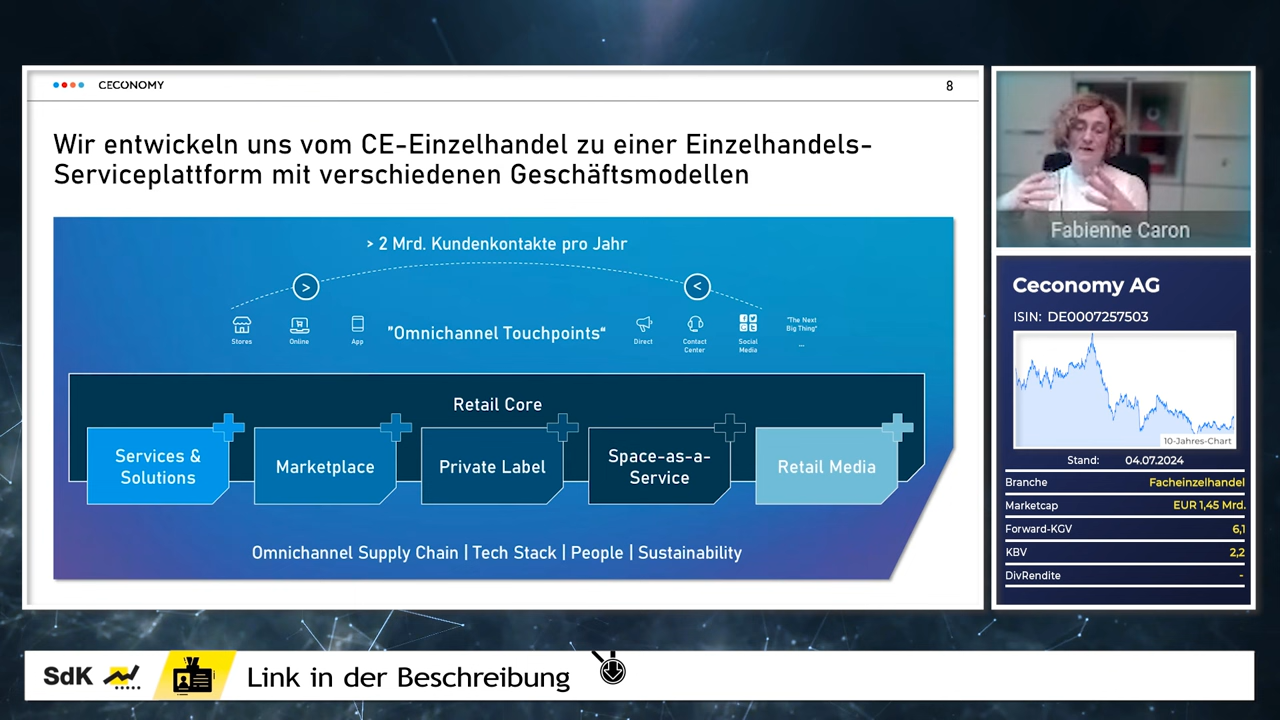 CECONOMY
8
Wir entwickeln uns vom CE-Einzelhandel zu einer Einzelhandels-
Serviceplattform mit verschiedenen Geschäftsmodellen
> 2 Mrd. Kundenkontakte pro Jahr
>
<
Stores
Online
App
"Omnichannel Touchpoints“
Direct
Contact
Center
Social
Media
"The Next
Big Thing"
...
Retail Core
Services &
Solutions
Marketplace
Private Label
Space-as-a-
Service
Retail Media
Omnichannel Supply Chain | Tech Stack | People | Sustainability
Fabienne Caron
Ceconomy AG
ISIN: DE0007257503
10-Jahres-Chart
Stand: 04.07.2024
Branche Facheinzelhandel
Marketcap EUR 1,45 Mrd.
Forward-KGV 6,1
KBV 2,2
DivRendite -
SdK
Link in der Beschreibung